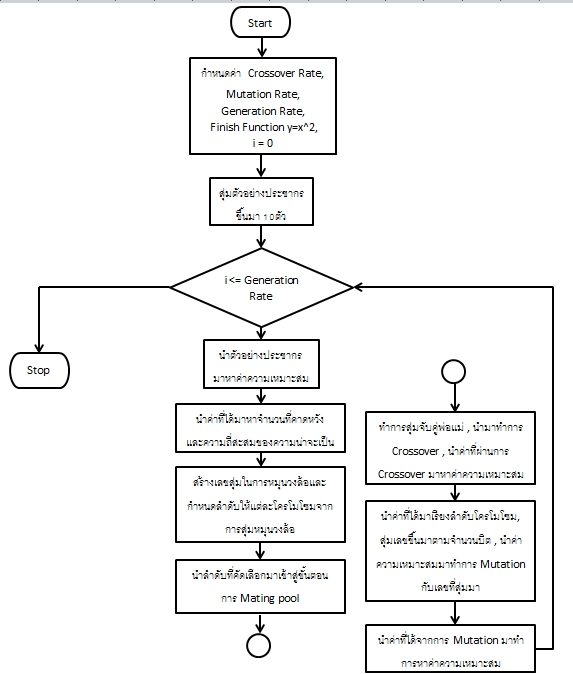 Start
กำหนดค่า Crossover Rate,
Mutation Rate,
Generation Rate,
Finish Function y=x^2,
i = 0
สุ่มตัวอย่างประชากร
ขึ้นมา 10ตัว
i<= Generation
Rate
Stop
นำตัวอย่างประชากร
มาหาค่าความเหมาะสม
นำค่าที่ได้มาหาจำนวนที่คาดหวัง
และความถี่สะสมของความน่าจะเป็น
สร้างเลขสุ่มในการหมุนวงล้อและ
กำหนดลำดับให้แต่ละโครโมโซมจาก
การสุ่มหมุนวงล้อ
นำลำดับที่คัดเลือกมาเข้าสู่ขั้นตอน
การ Mating pool
ทำการสุ่มจับคู่พ่อแม่ , นำมาทำการ
Crossover , นำค่าที่ผ่านการ
Crossover มาหาค่าความเหมาะสม
นำค่าที่ได้มาเรียงลำดับโครโมโซม,
สุ่มเลขขึ้นมาตามจำนวนบิต , นำค่า
ความเหมาะสมมาทำการ Mutation
กับเลขที่สุ่มมา
นำค่าที่ได้จากการ Mutation มาทำ
การหาค่าความเหมาะสม